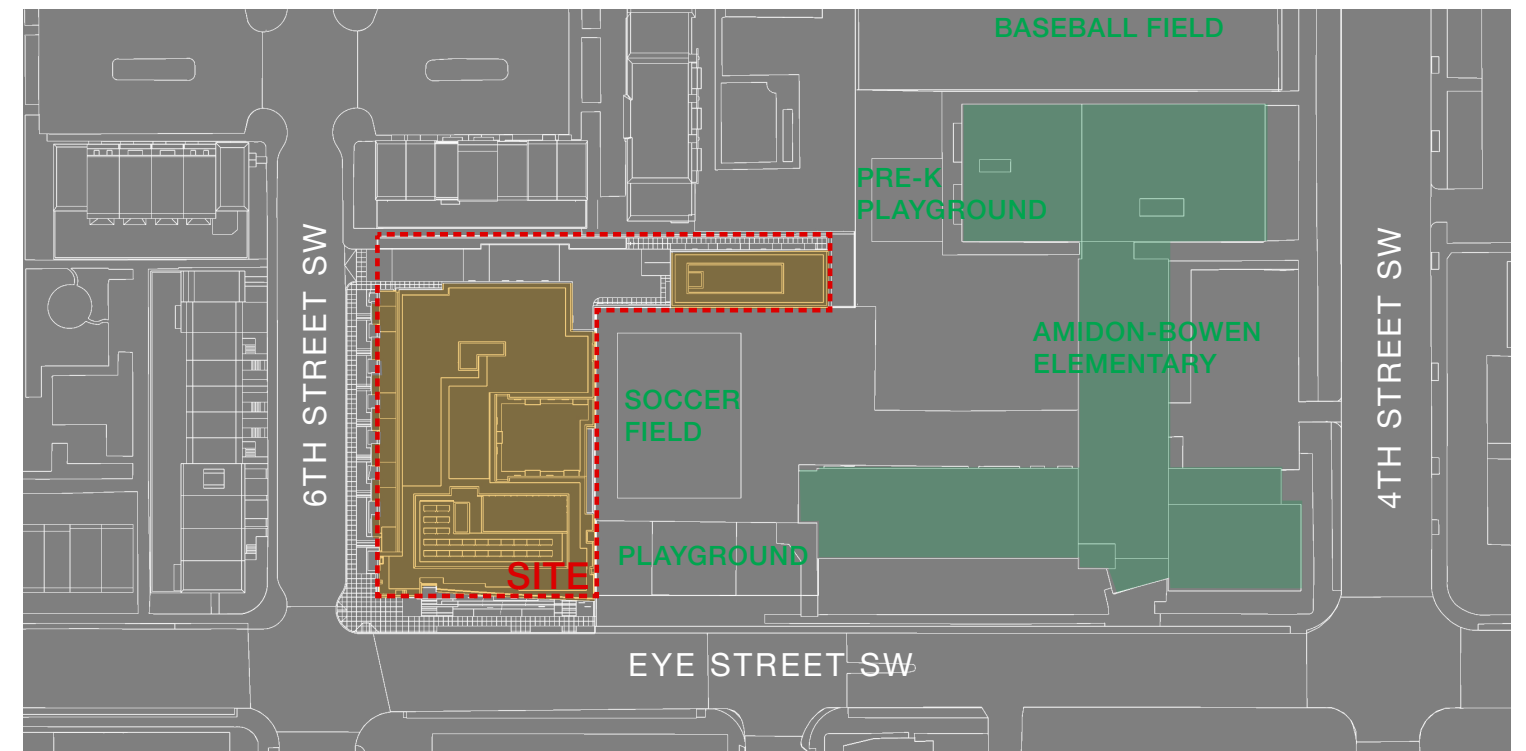 BASEBALL FIELD
PRE-K
PLAYGROUND
6TH STREET SW
4TH STREET SW
AMIDON-BOWEN
ELEMENTARY
SOCCER
FIELD
PLAYGROUND
SITE
EYE STREET SW